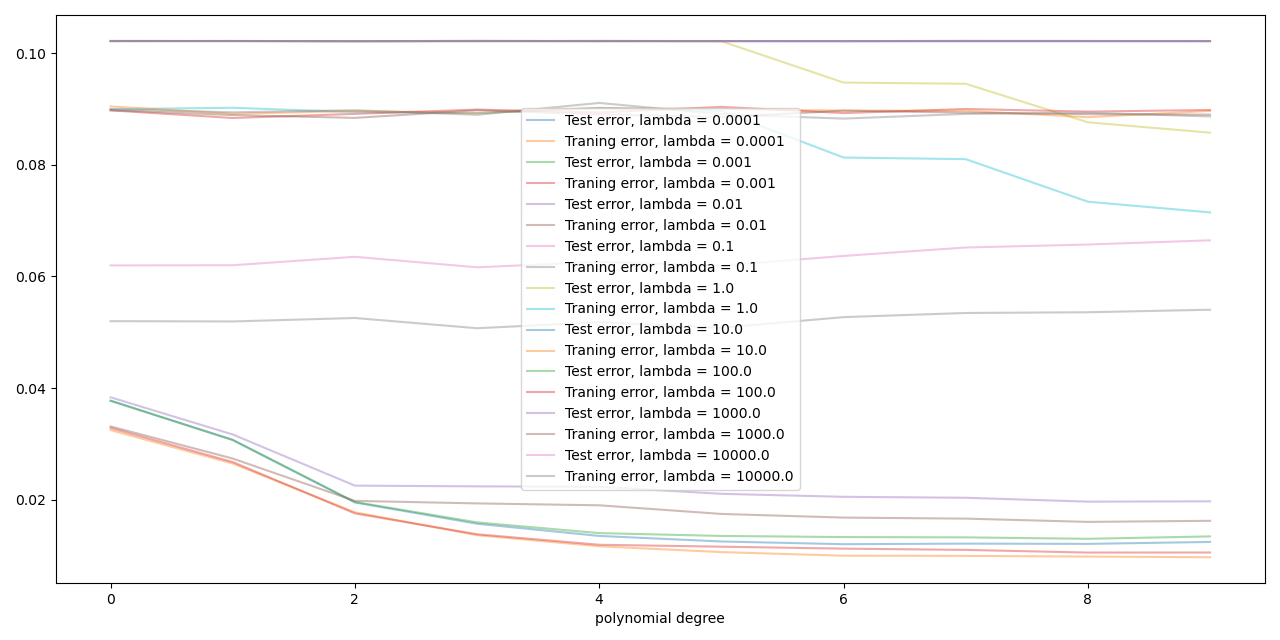 0.10
0.08
0.06
0.04
0.02
Test error, lambda = 0.0001
Traning error, lambda = 0.0001
Test error, lambda = 0.001
Traning error, lambda = 0.001
Test error, lambda = 0.01
Traning error, lambda = 0.01
Test error, lambda = 0.1
Traning error, lambda = 0.1
Test error, lambda = 1.0
Traning error, lambda = 1.0
Test error, lambda = 10.0
Traning error, lambda = 10.0
Test error, lambda = 100.0
Traning error, lambda = 100.0
Test error, lambda = 1000.0
Traning error, lambda = 1000.0
Test error, lambda = 10000.0
Traning error, lambda = 10000.0
0 2 4 6 8
polynomial degree